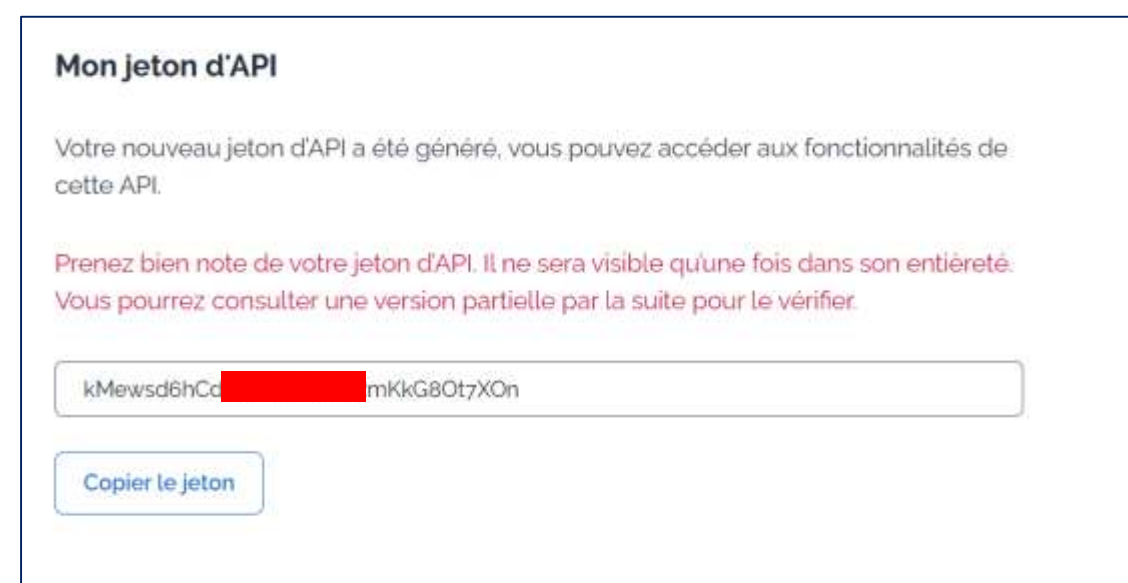 Mon jeton d'API
Votre nouveau jeton d'API a été généré, vous pouvez accéder aux fonctionnalités de
cette API.
Prenez bien note de votre jeton d'API. Il ne sera visible qu'une fois dans son entièreté.
Vous pourrez consulter une version partielle par la suite pour le vérifier.
kMewsd6hCd mKkG8Ot7XOn
Copier le jeton